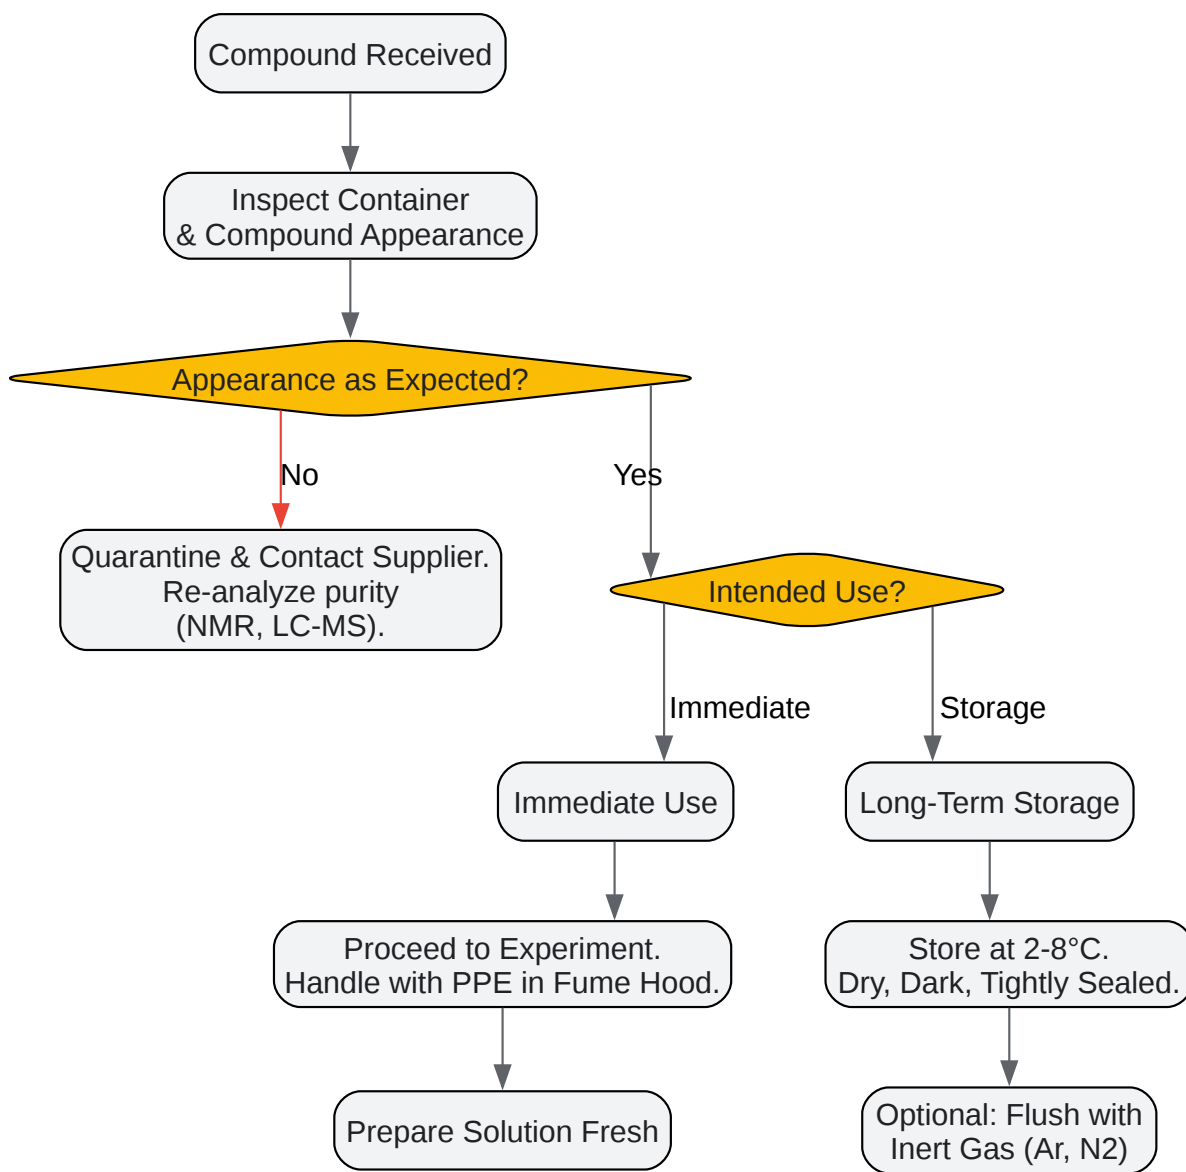 Compound Received
Inspect Container
& Compound Appearance
Appearance as Expected?
No
Yes
Quarantine & Contact Supplier.
Re-analyze purity
(NMR, LC-MS).
Intended Use?
Immediate
Storage
Immediate Use
Long-Term Storage
Proceed to Experiment.
Handle with PPE in Fume Hood.
Store at 2-8°C.
Dry, Dark, Tightly Sealed.
Prepare Solution Fresh
Optional: Flush with
Inert Gas (Ar, N2)